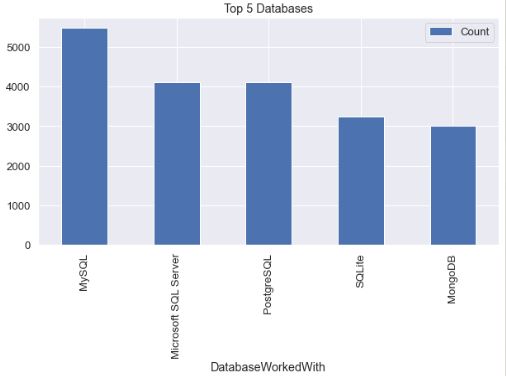 Top 5 Databases
Count
5000
4000
3000
2000
1000
0
MySQL
Microsoft SQL Server
PostgreSQL
SQLite
MongoDB
DatabaseWorkedWith